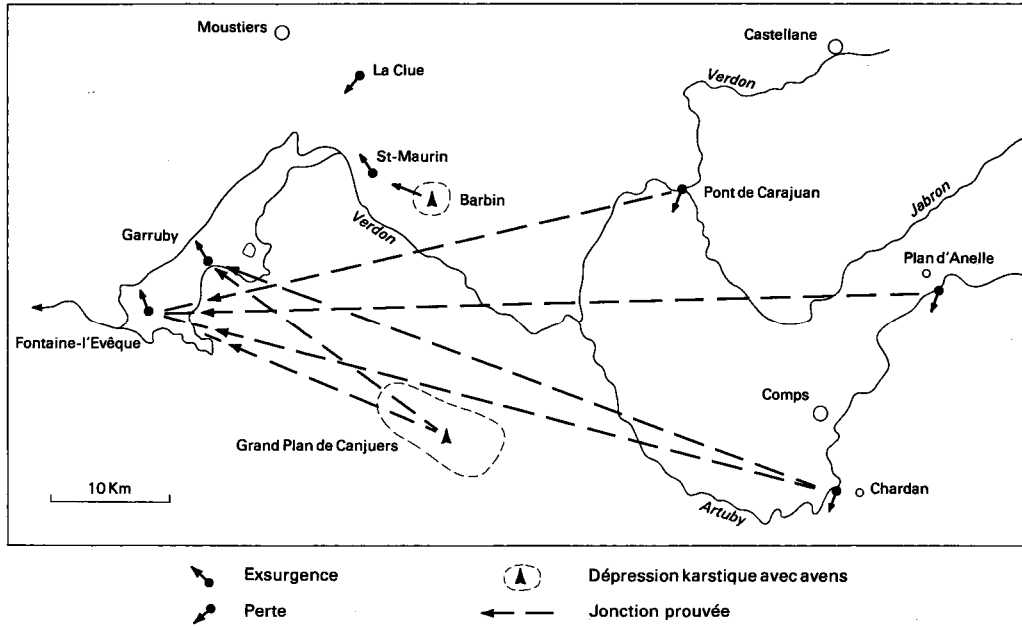 Moustiers
Castellane
La Clue
Verdon
St-Maurin
Barbin
Pont de Carajuan
Jabron
Verdon
Garruby
Plan d'Anelle
Fontaine-l'Evêque
Comps
Grand Plan de Canjuers
10 Km
Chardan
Artuby
Exsurgence
Dépression karstique avec avens
Perte
Jonction prouvée